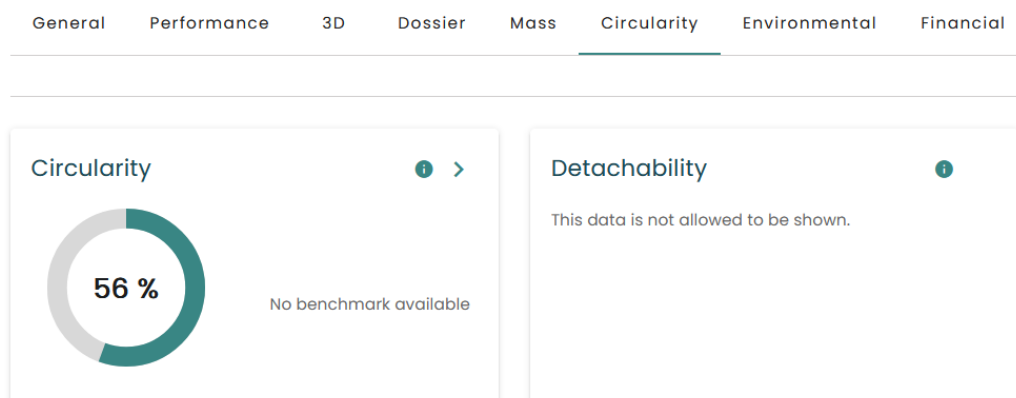 General Performance 3D Dossier Mass Circularity Environmental Financial
Circularity
56 %
No benchmark available
Detachability
This data is not allowed to be shown.